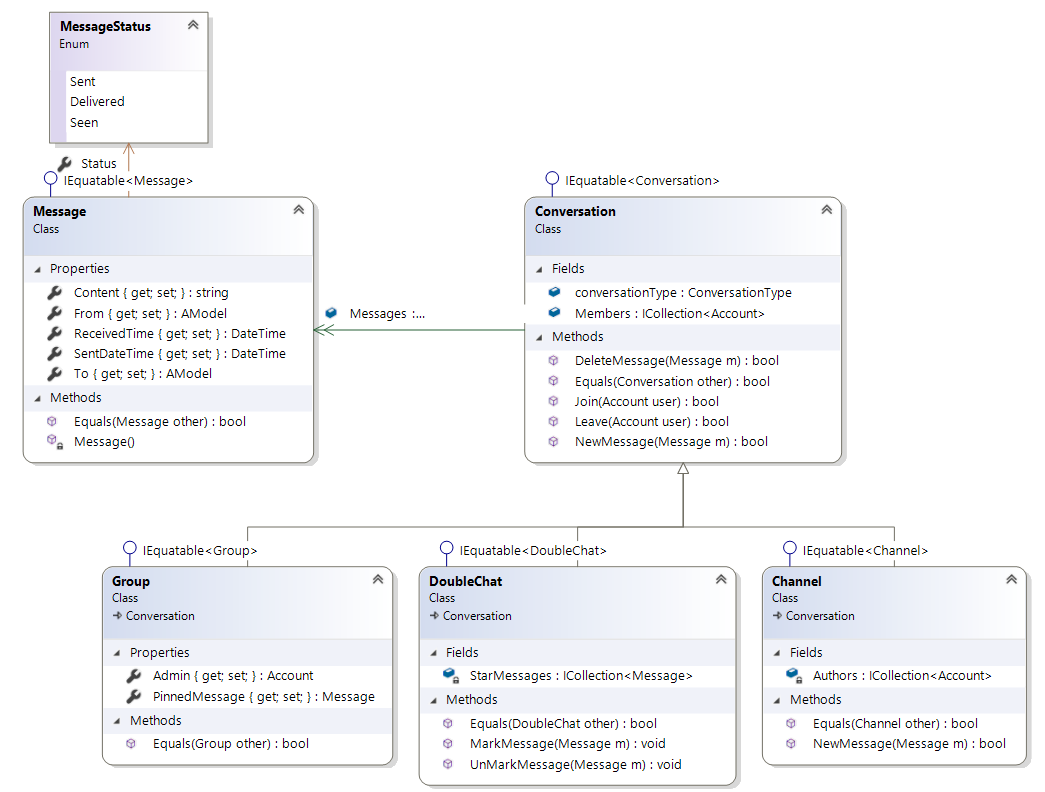 MessageStatus
Enum
Sent
Delivered
Seen
Status
IEquatable<Message>
Message
Class
Properties
Content { get; set; } : string
From { get; set; } : AModel
ReceivedTime { get; set; } : DateTime
SentDateTime { get; set; } : DateTime
To { get; set; } : AModel
Methods
Equals(Message other) : bool
Message()
Messages :...
IEquatable<Conversation>
Conversation
Class
Fields
conversationType : ConversationType
Members : ICollection<Account>
Methods
DeleteMessage(Message m) : bool
Equals(Conversation other) : bool
Join(Account user) : bool
Leave(Account user) : bool
NewMessage(Message m) : bool
IEquatable<Group>
Group
Class
Conversation
Properties
Admin { get; set; } : Account
PinnedMessage { get; set; } : Message
Methods
Equals(Group other) : bool
IEquatable<DoubleChat>
DoubleChat
Class
Conversation
Fields
StarMessages : ICollection<Message>
Methods
Equals(DoubleChat other) : bool
MarkMessage(Message m) : void
UnMarkMessage(Message m) : void
IEquatable<Channel>
Channel
Class
Conversation
Fields
Authors : ICollection<Account>
Methods
Equals(Channel other) : bool
NewMessage(Message m) : bool